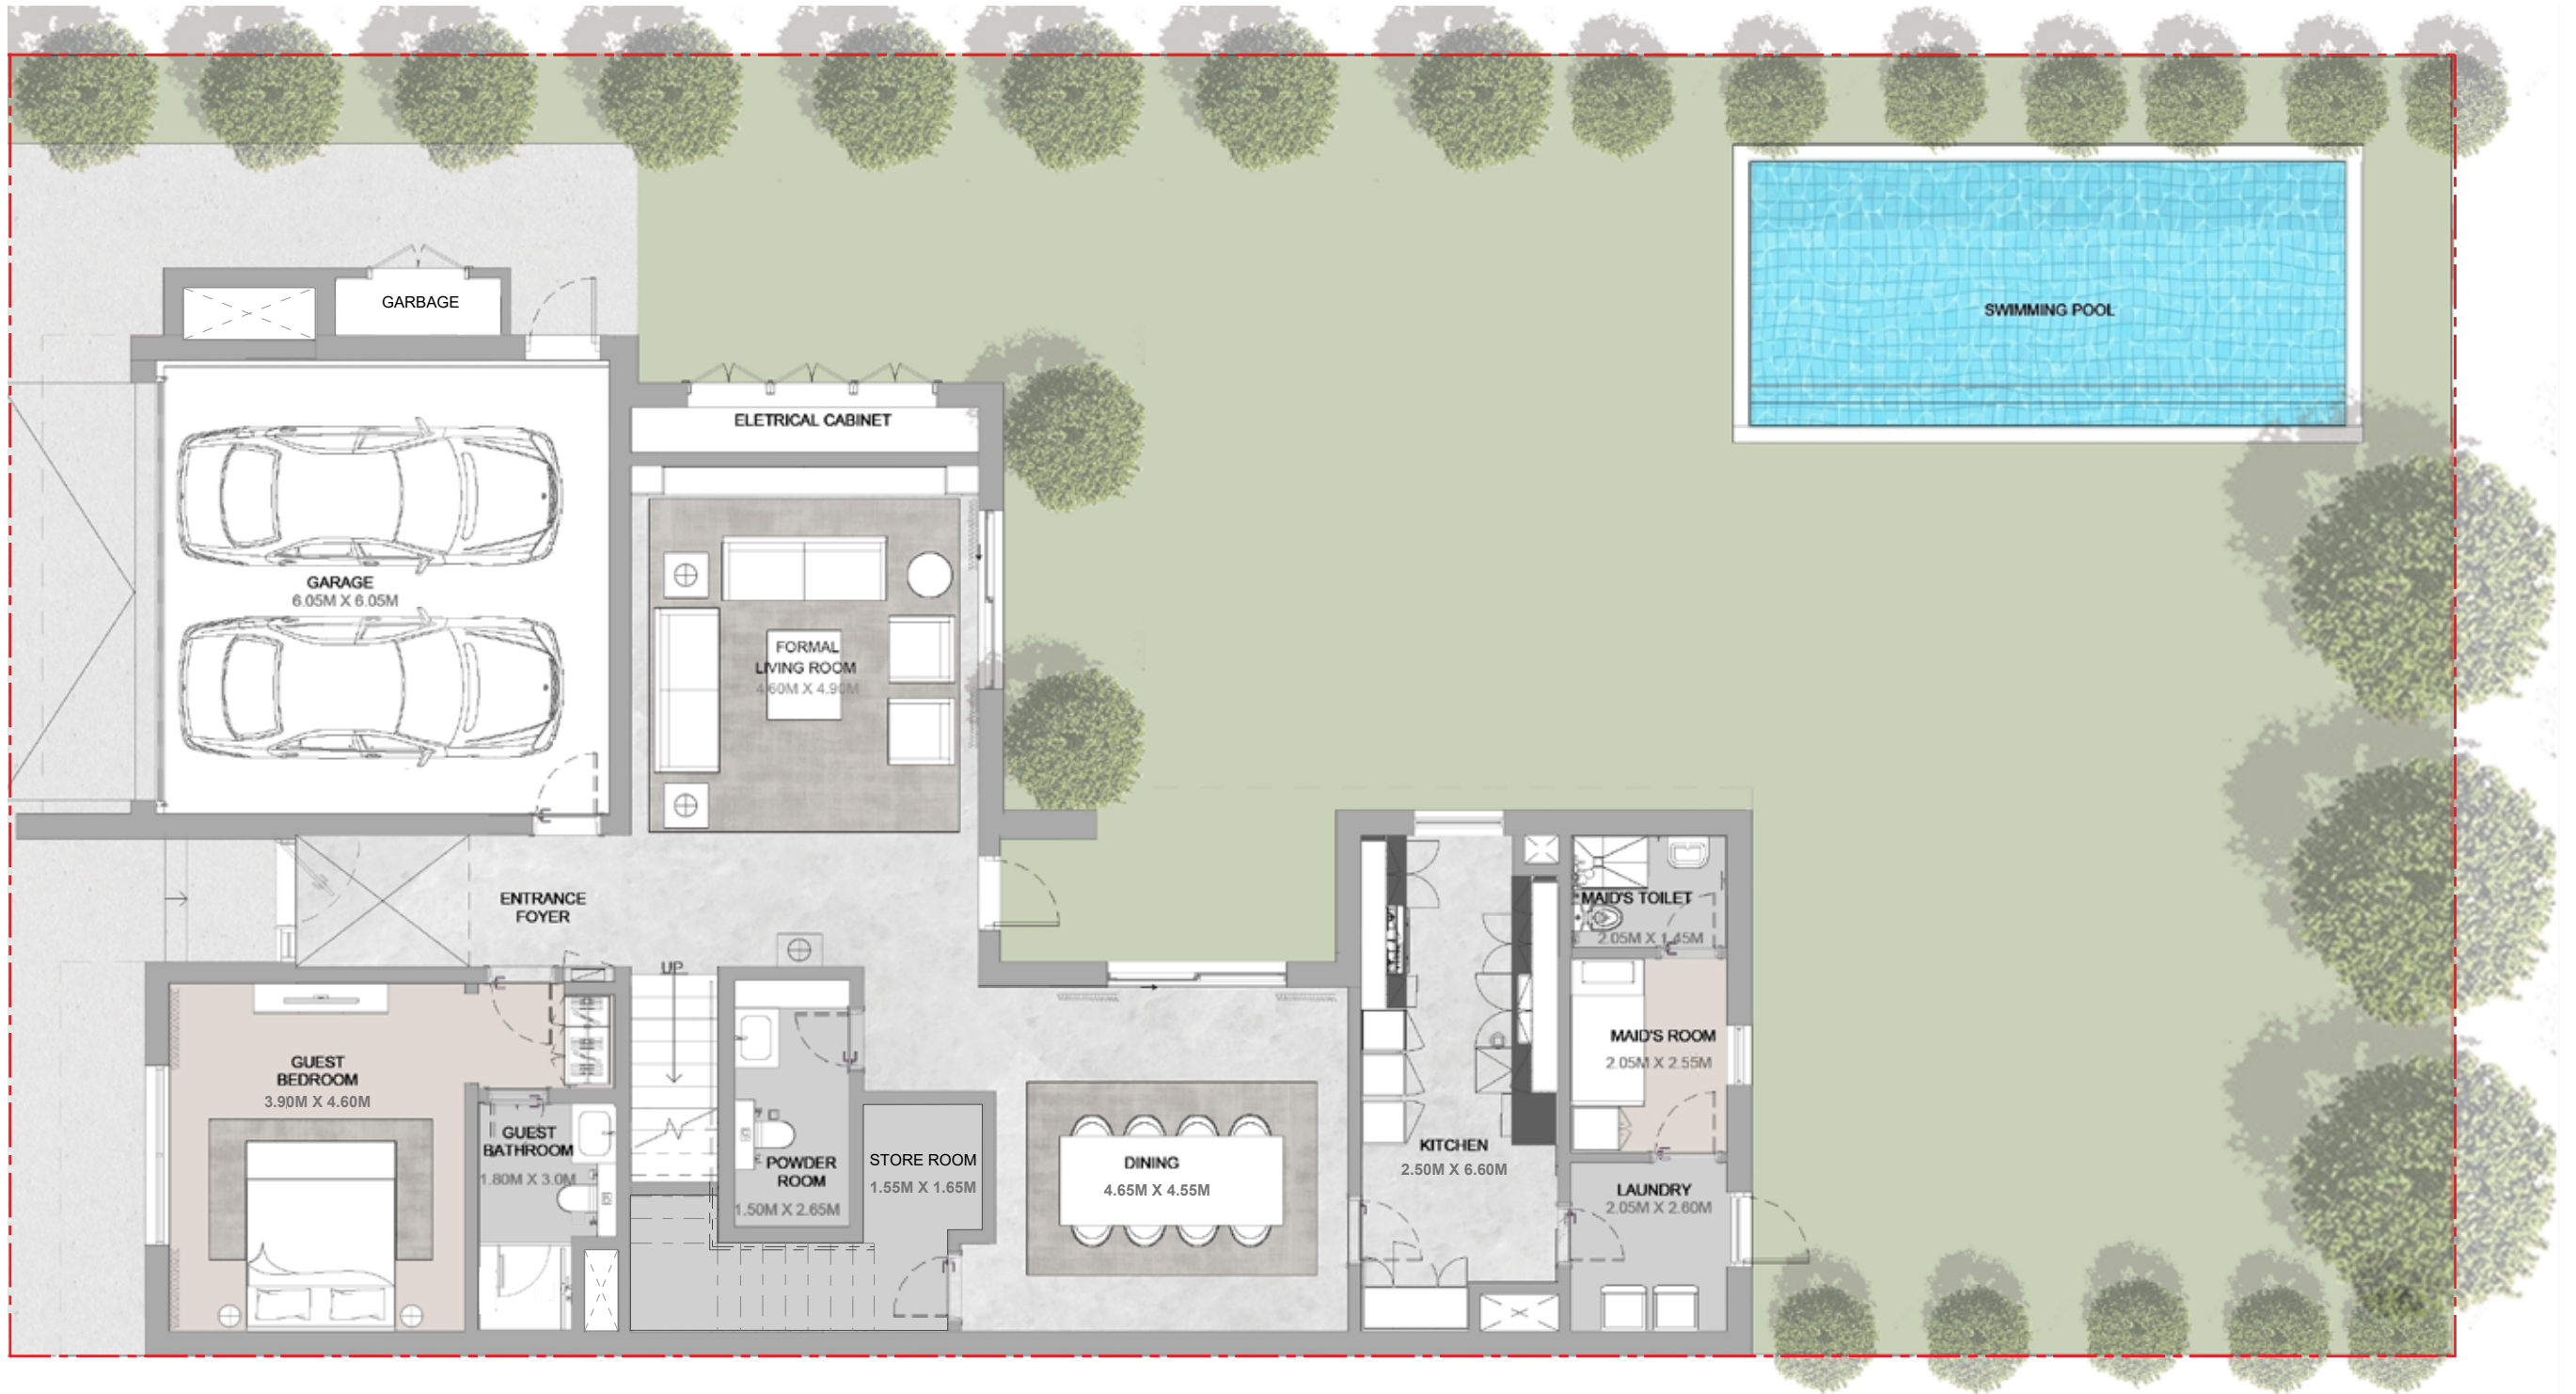 GARBAGE
SWIMMING POOL
ELETRICAL CABINET
GARAGE
6.05M X 6.05M
FORMAL
LIVING ROOM
4.60M X 4.90M
ENTRANCE
FOYER
UP
MAID'S TOILET
2.05M X 1.45M
GUEST
BEDROOM
3.90M X 4.60M
MAID'S ROOM
2.05M X 2.55M
GUEST
BATHROOM
1.80M X 3.0M
POWDER
ROOM
1.50M X 2.65M
STORE ROOM
1.55M X 1.65M
DINING
4.65M X 4.55M
KITCHEN
2.50M X 6.60M
LAUNDRY
2.05M X 2.60M